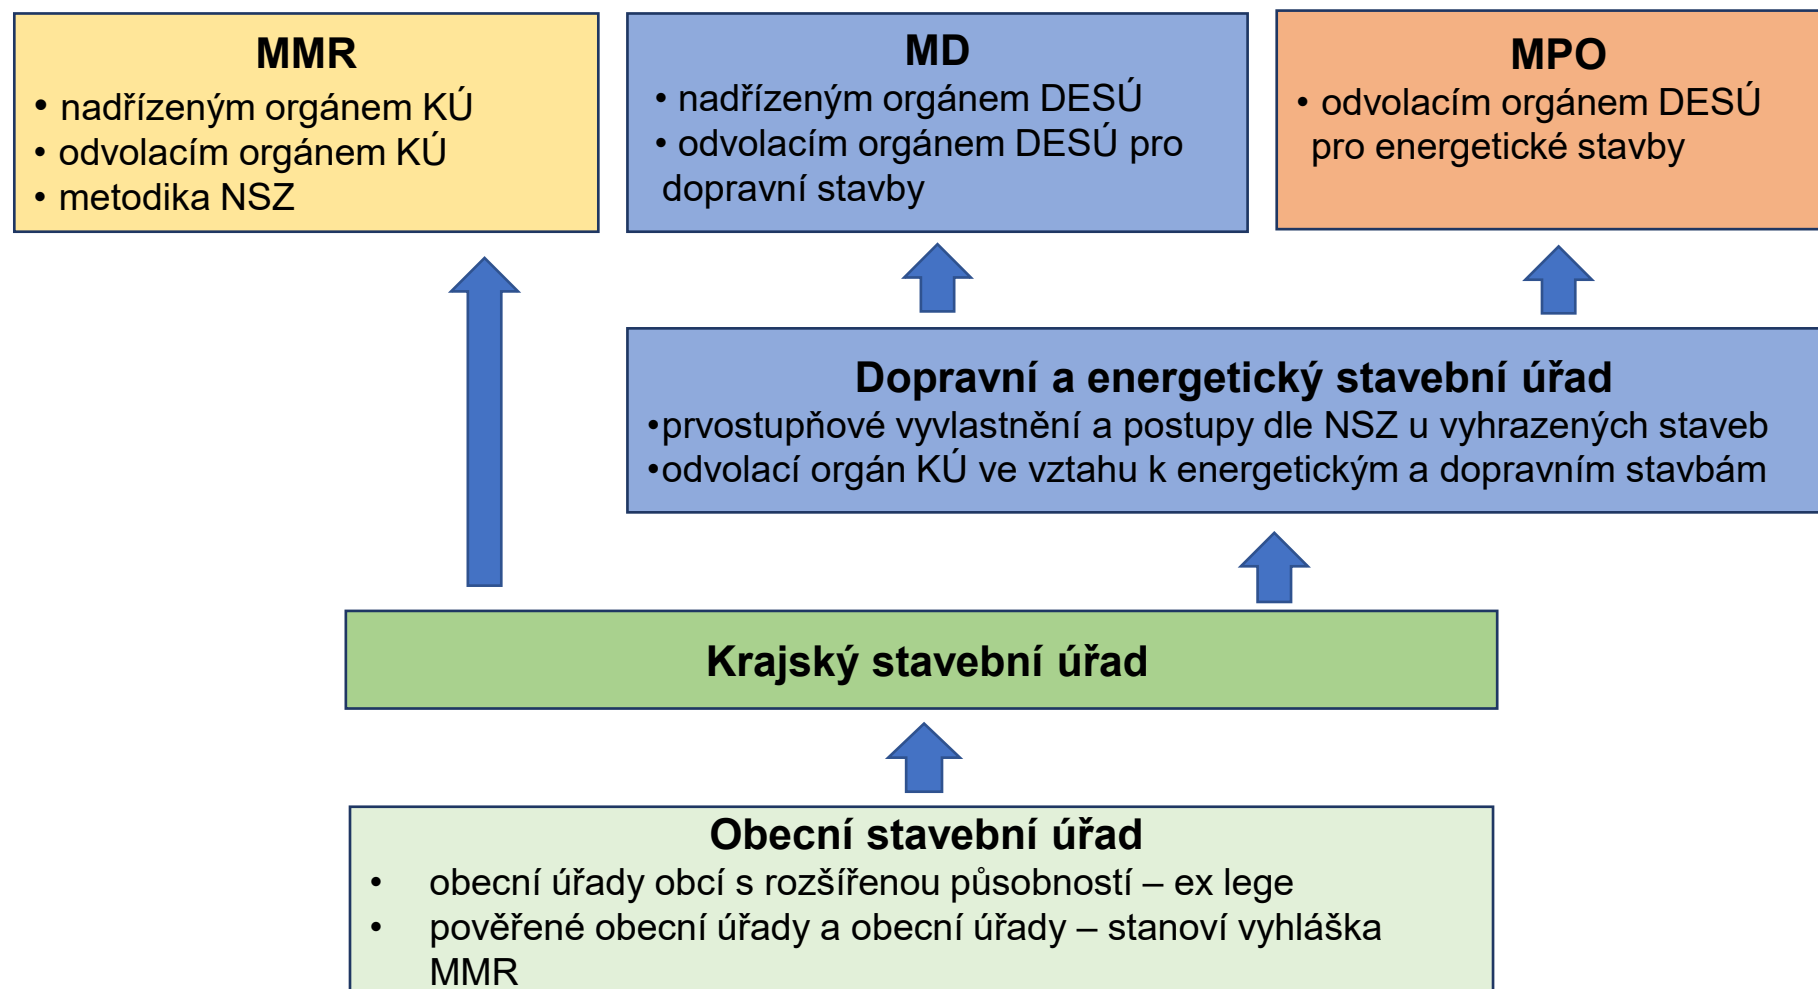 MMR
• nadřízeným orgánem KÚ
• odvolacím orgánem KÚ
• metodika NSZ
MD
• nadřízeným orgánem DESÚ
• odvolacím orgánem DESÚ pro
dopravní stavby
MPO
• odvolacím orgánem DESÚ
pro energetické stavby
Dopravní a energetický stavební úřad
•prvostupňové vyvlastnění a postupy dle NSZ u vyhrazených staveb
•odvolací orgán KÚ ve vztahu k energetickým a dopravním stavbám
Krajský stavební úřad
Obecní stavební úřad
• obecní úřady obcí s rozšířenou působností – ex lege
• pověřené obecní úřady a obecní úřady – stanoví vyhláška
MMR